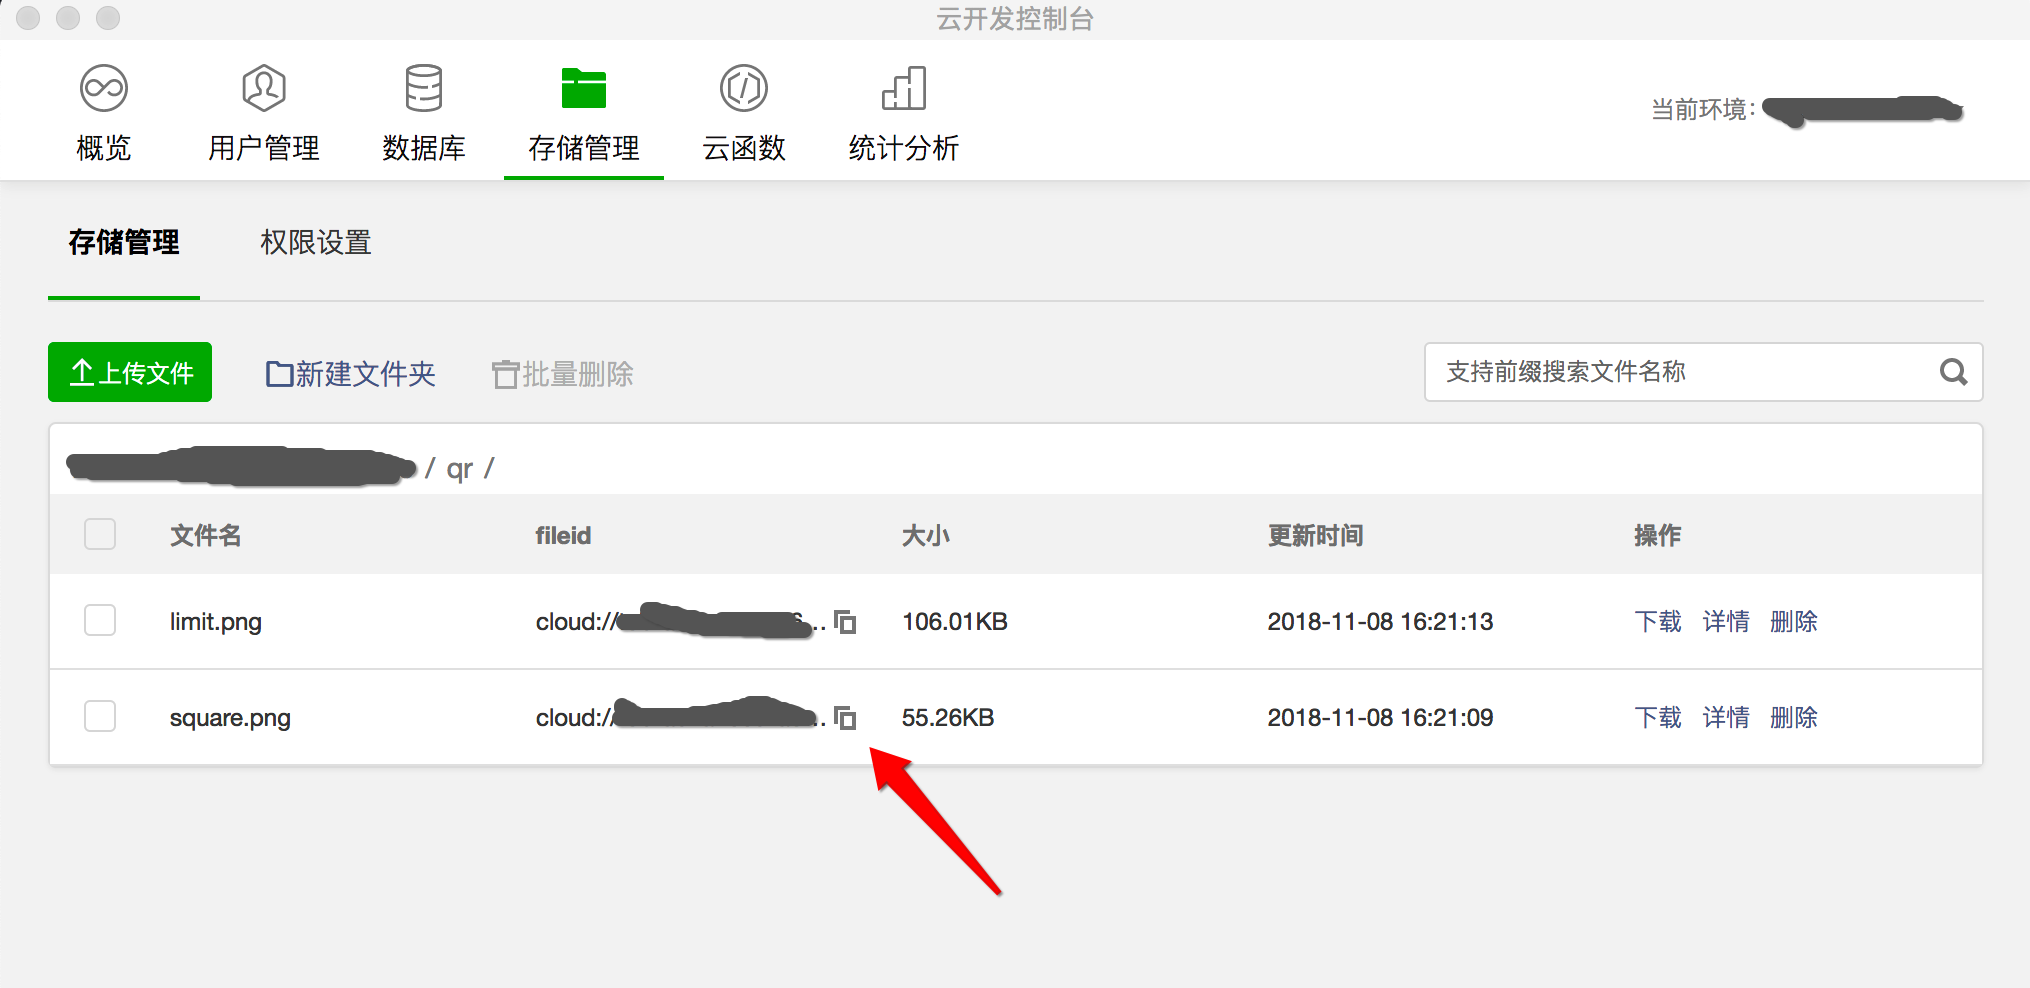 云开发控制台
概览 用户管理 数据库 存储管理 云函数 统计分析
当前环境:
存储管理 权限设置
上传文件 新建文件夹 批量删除 支持前缀搜索文件名称
/ qr /
文件名 fileid 大小 更新时间 操作
limit.png cloud:// .. 106.01KB 2018-11-08 16:21:13 下载 详情 删除
square.png cloud:/ . 55.26KB 2018-11-08 16:21:09 下载 详情 删除